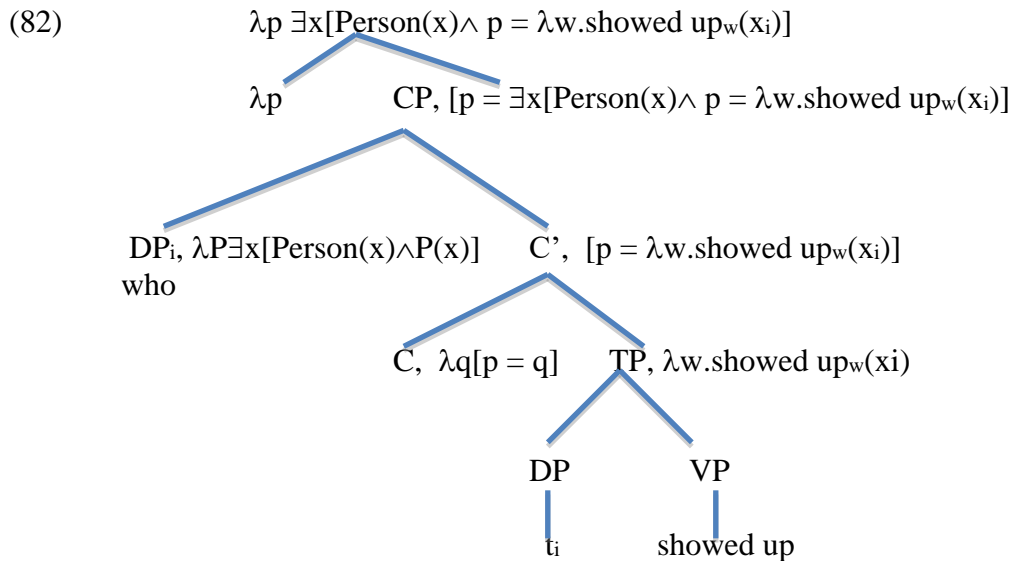 (82) λp ∃x[Person(x)∧ p = λw.showed upw(xi)]
λp CP, [p = ∃x[Person(x)∧ p = λw.showed upw(xi)]
DPi, λP∃x[Person(x)∧P(x)] C’, [p = λw.showed upw(xi)]
who
C, λq[p = q] TP, λw.showed upw(xi)
DP VP
ti showed up